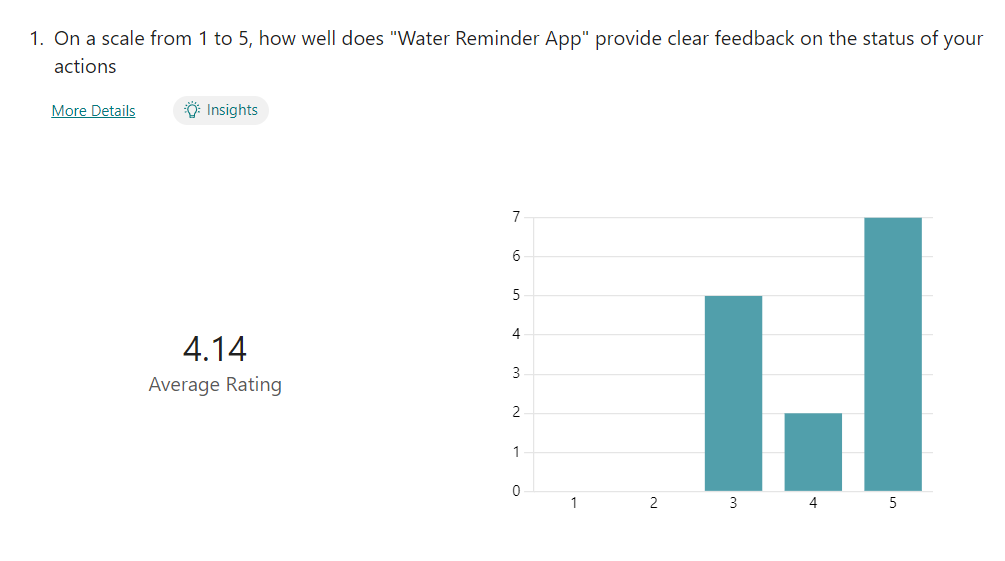 1. On a scale from 1 to 5, how well does "Water Reminder App" provide clear feedback on the status of your
actions
More Details
Insights
4.14
Average Rating
7
6
5
4
3
2
1
0
1 2 3 4 5